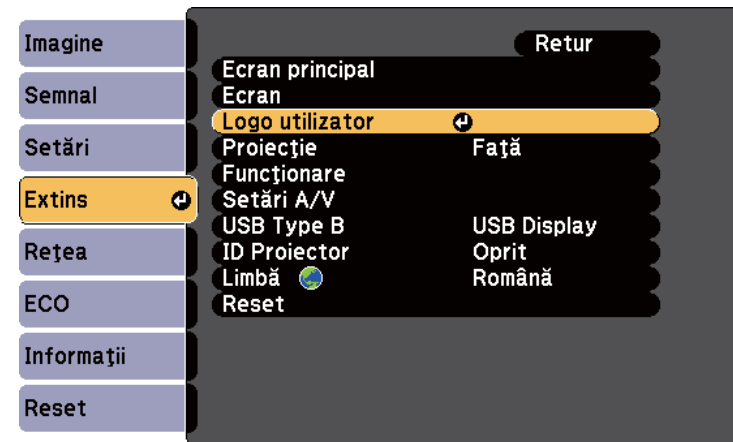 Imagine
Semnal
Setări
Extins
Reţea
ECO
Informaţii
Reset
Retur
Ecran principal
Ecran
Logo utilizator
Proiecţie Faţă
Funcţionare
Setări A/V
USB Type B USB Display
ID Proiector Oprit
Limbă Română
Reset